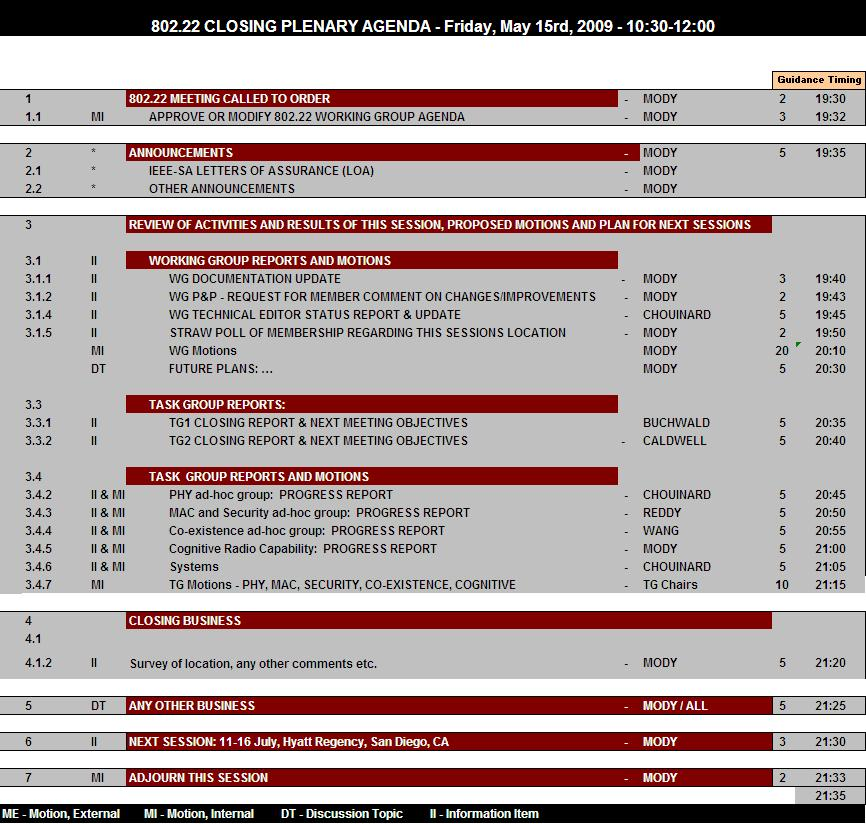 802.22 CLOSING PLENARY AGENDA - Friday, May 15rd, 2009 - 10:30-12:00
Guidance Timing
1 802.22 MEETING CALLED TO ORDER - MODY 2 19:30
1.1 MI APPROVE OR MODIFY 802.22 WORKING GROUP AGENDA - MODY 3 19:32
2 * ANNOUNCEMENTS - MODY 5 19:35
2.1 * IEEE-SA LETTERS OF ASSURANCE (LOA) - MODY
2.2 * OTHER ANNOUNCEMENTS - MODY
3 REVIEW OF ACTIVITIES AND RESULTS OF THIS SESSION, PROPOSED MOTIONS AND PLAN FOR NEXT SESSIONS
3.1 II WORKING GROUP REPORTS AND MOTIONS
3.1.1 II WG DOCUMENTATION UPDATE - MODY 3 19:40
3.1.2 II WG P&P - REQUEST FOR MEMBER COMMENT ON CHANGES/IMPROVEMENTS - MODY 2 19:43
3.1.4 II WG TECHNICAL EDITOR STATUS REPORT & UPDATE - CHOUINARD 5 19:45
3.1.5 II STRAW POLL OF MEMBERSHIP REGARDING THIS SESSIONS LOCATION - MODY 2 19:50
MI WG Motions MODY 20 20:10
DT FUTURE PLANS: ... MODY 5 20:30
3.3 TASK GROUP REPORTS:
3.3.1 II TG1 CLOSING REPORT & NEXT MEETING OBJECTIVES BUCHWALD 5 20:35
3.3.2 II TG2 CLOSING REPORT & NEXT MEETING OBJECTIVES - CALDWELL 5 20:40
3.4 TASK GROUP REPORTS AND MOTIONS
3.4.2 II & MI PHY ad-hoc group: PROGRESS REPORT - CHOUINARD 5 20:45
3.4.3 II & MI MAC and Security ad-hoc group: PROGRESS REPORT - REDDY 5 20:50
3.4.4 II & MI Co-existence ad-hoc group: PROGRESS REPORT - WANG 5 20:55
3.4.5 II & MI Cognitive Radio Capability: PROGRESS REPORT - MODY 5 21:00
3.4.6 II & MI Systems - CHOUINARD 5 21:05
3.4.7 MI TG Motions - PHY, MAC, SECURITY, CO-EXISTENCE, COGNITIVE - TG Chairs 10 21:15
4 CLOSING BUSINESS
4.1
4.1.2 II Survey of location, any other comments etc. - MODY 5 21:20
5 DT ANY OTHER BUSINESS - MODY / ALL 5 21:25
6 II NEXT SESSION: 11-16 July, Hyatt Regency, San Diego, CA - MODY 3 21:30
7 MI ADJOURN THIS SESSION - MODY 2 21:33
21:35
ME - Motion, External MI - Motion, Internal DT - Discussion Topic II - Information Item